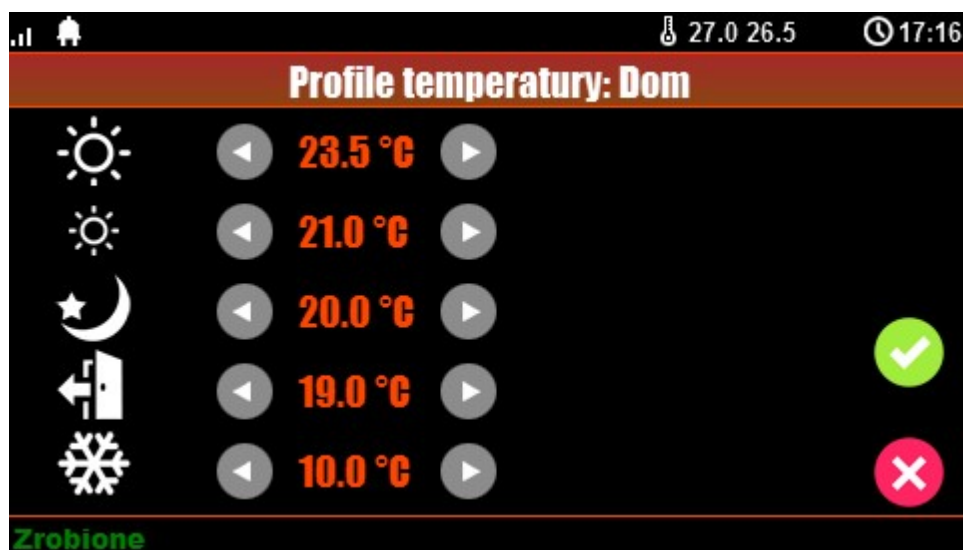 27.0 26.5 17:16
Profile temperatury: Dom
23.5 °C
21.0 °C
20.0 °C
19.0 °C
10.0 °C
Zrobione